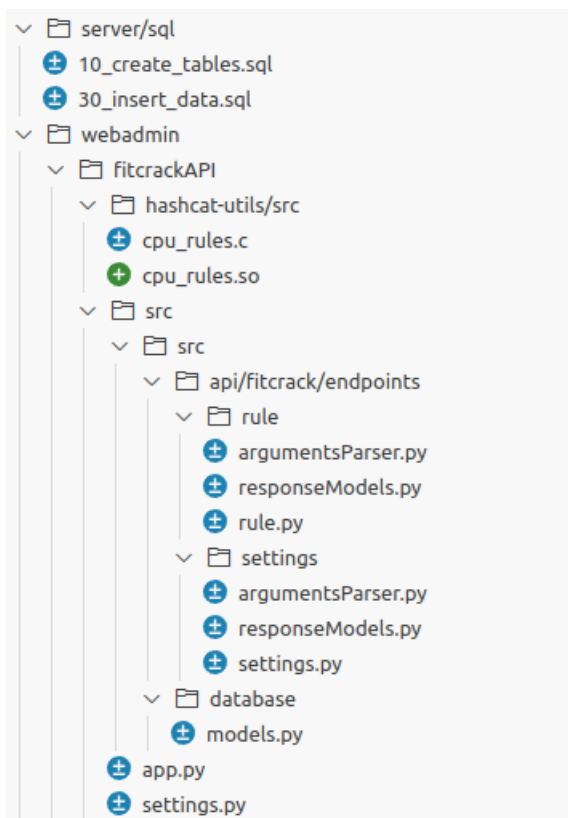 server/sql
10_create_tables.sql
30_insert_data.sql
webadmin
fitcrackAPI
hashcat-utils/src
cpu_rules.c
cpu_rules.so
src
src
api/fitcrack/endpoints
rule
argumentsParser.py
responseModels.py
rule.py
settings
argumentsParser.py
responseModels.py
settings.py
database
models.py
app.py
settings.py